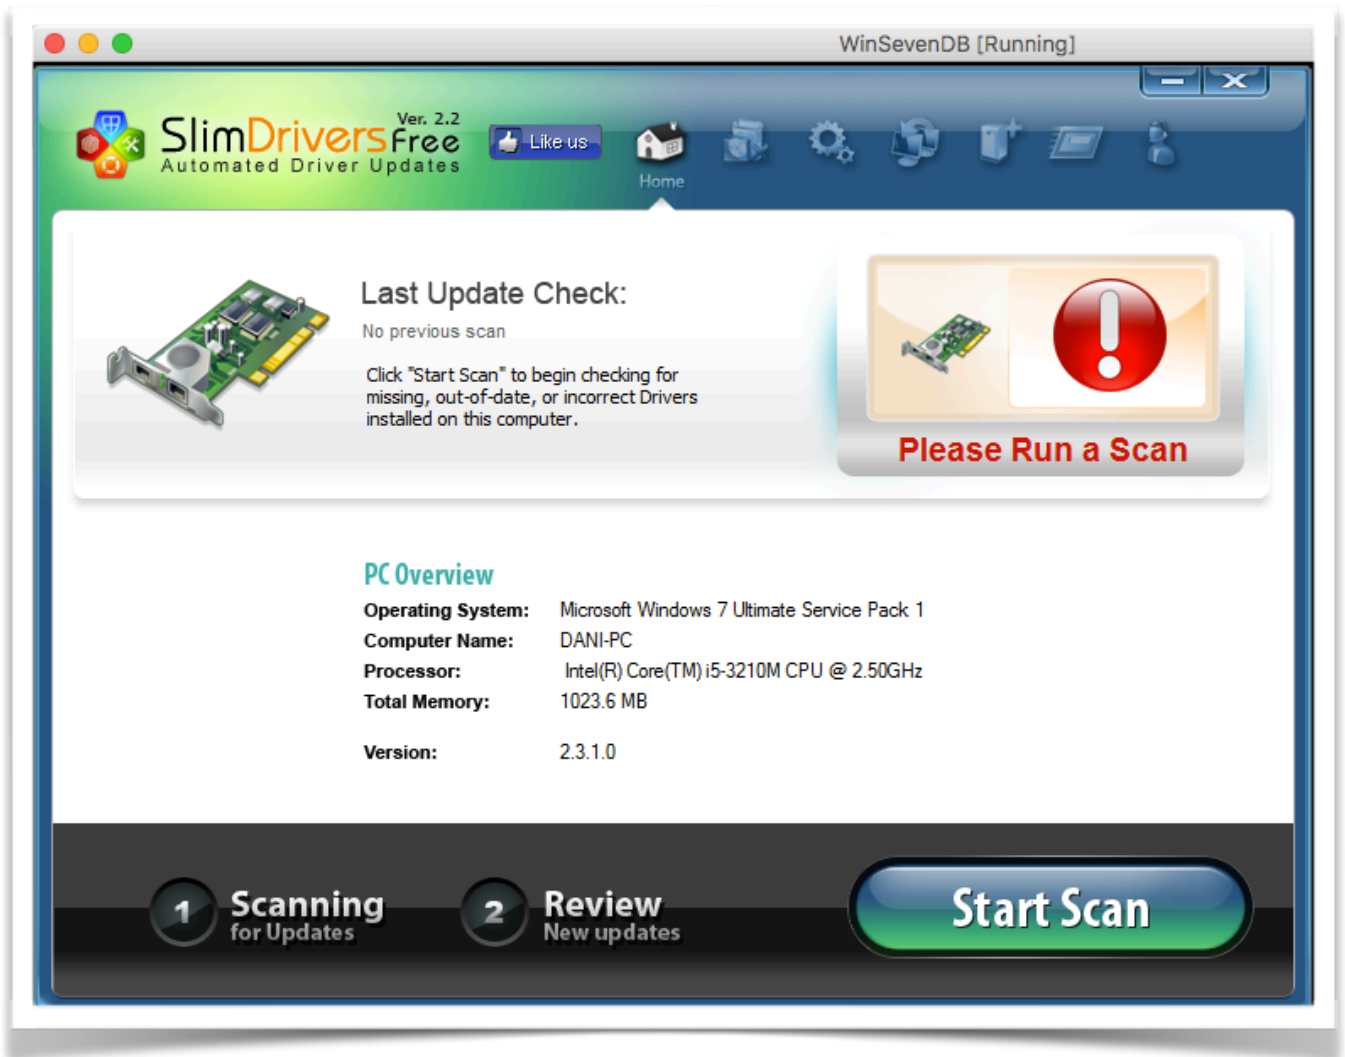 WinSevenDB [Running]
SlimDrivers Free Ver. 2.2
Automated Driver Updates
Like us
Home
Last Update Check:
No previous scan
Click "Start Scan" to begin checking for
missing, out-of-date, or incorrect Drivers
installed on this computer.
Please Run a Scan
PC Overview
Operating System: Microsoft Windows 7 Ultimate Service Pack 1
Computer Name: DANI-PC
Processor: Intel(R) Core(TM) i5-3210M CPU @ 2.50GHz
Total Memory: 1023.6 MB
Version: 2.3.1.0
1 Scanning
for Updates
2 Review
New updates
Start Scan